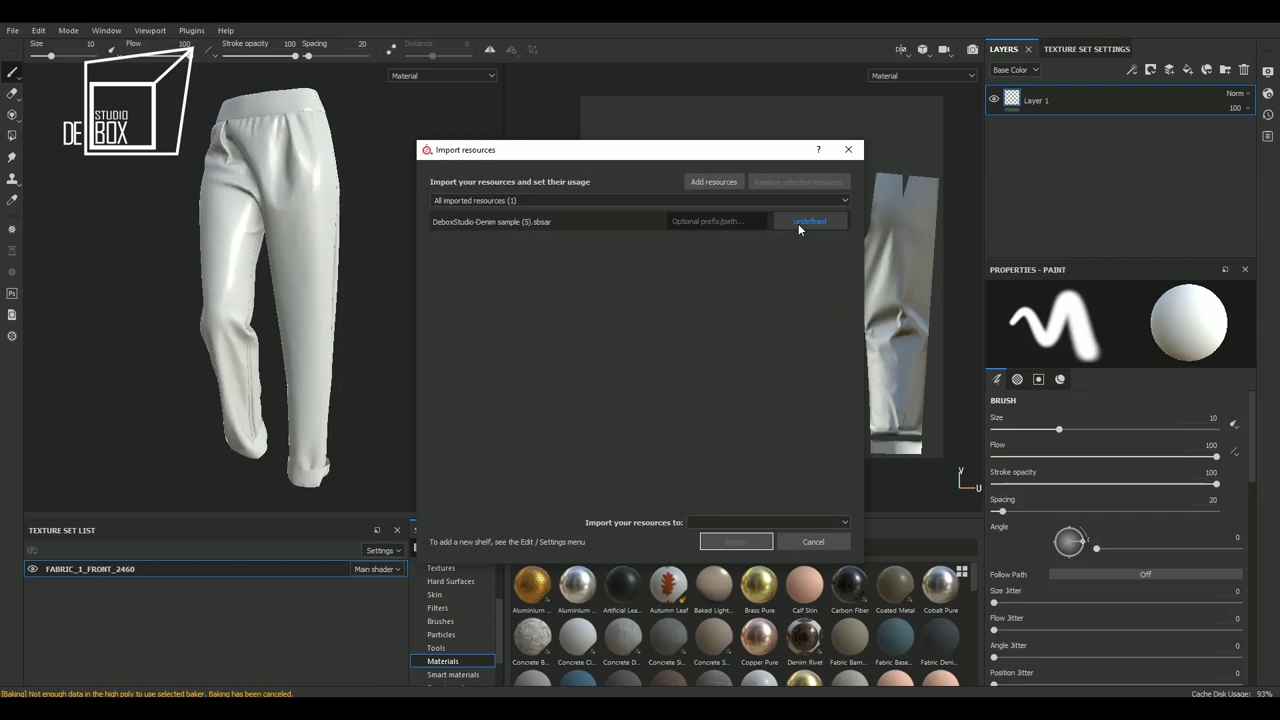 File Edit Mode Window Viewport Plugins Help
Size 10 Flow 100 Stroke opacity 100 Spacing 20 Distance 8
STUDIO
DE BOX
Material
Material
LAYERS TEXTURE SET SETTINGS
Base Color
Layer 1 Norm
100
Import resources ?
Import your resources and set their usage Add resources Remove selected resources
All imported resources (1)
DeboxStudio-Denim sample (5).sbsar Optional prefix/path... undefined
Import your resources to:
To add a new shelf, see the Edit / Settings menu Import Cancel
V
U
PROPERTIES - PAINT
BRUSH
Size 10
Flow 100
Stroke opacity 100
Spacing 20
Angle 0
Follow Path Off
Size Jitter 0
Flow Jitter 0
Angle Jitter 0
Position Jitter 0
TEXTURE SET LIST
Settings
FABRIC_1_FRONT_2460 Main shader
Textures
Hard Surfaces
Skin
Filters
Brushes
Particles
Tools
Materials
Smart materials
Aluminium ... Aluminium ... Artificial Lea... Autumn Leaf Baked Light... Brass Pure Calf Skin Carbon Fiber Coated Metal Cobalt Pure
Concrete B... Concrete Cl... Concrete D... Concrete Si... Concrete S... Copper Pure Denim Rivet Fabric Bam... Fabric Base... Fabric Deni...
Ps
[Baking] Not enough data in the high poly to use selected baker. Baking has been canceled. Cache Disk Usage: 93%